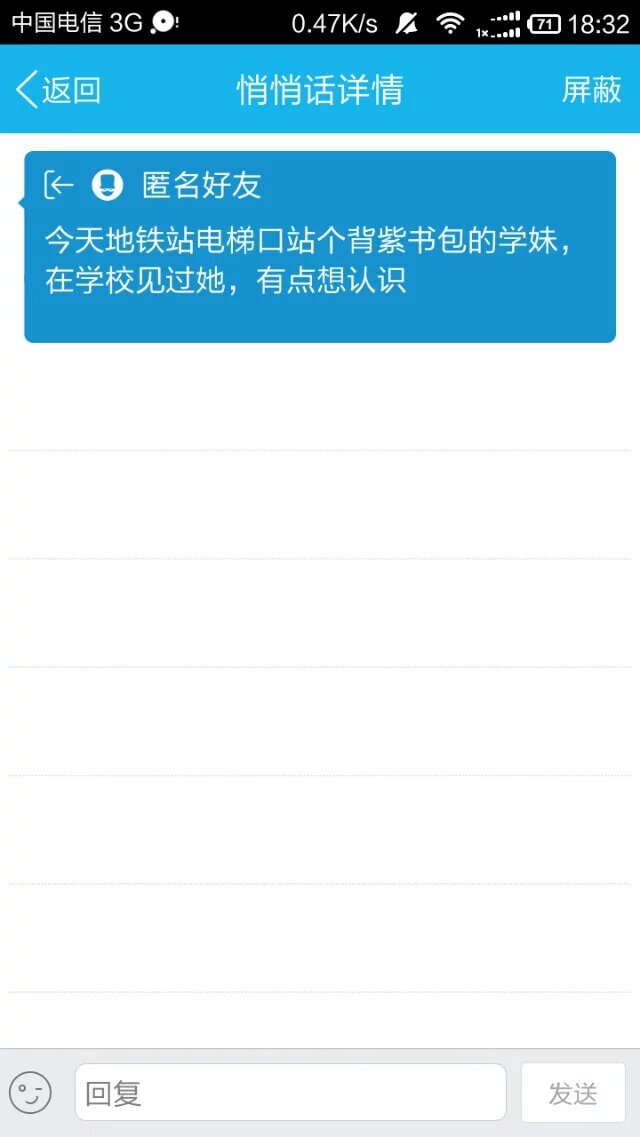 中国电信 3G 0.47K/s 1x 71 18:32
返回 悄悄话详情 屏蔽
匿名好友
今天地铁站电梯口站个背紫书包的学妹，
在学校见过她，有点想认识
回复 发送